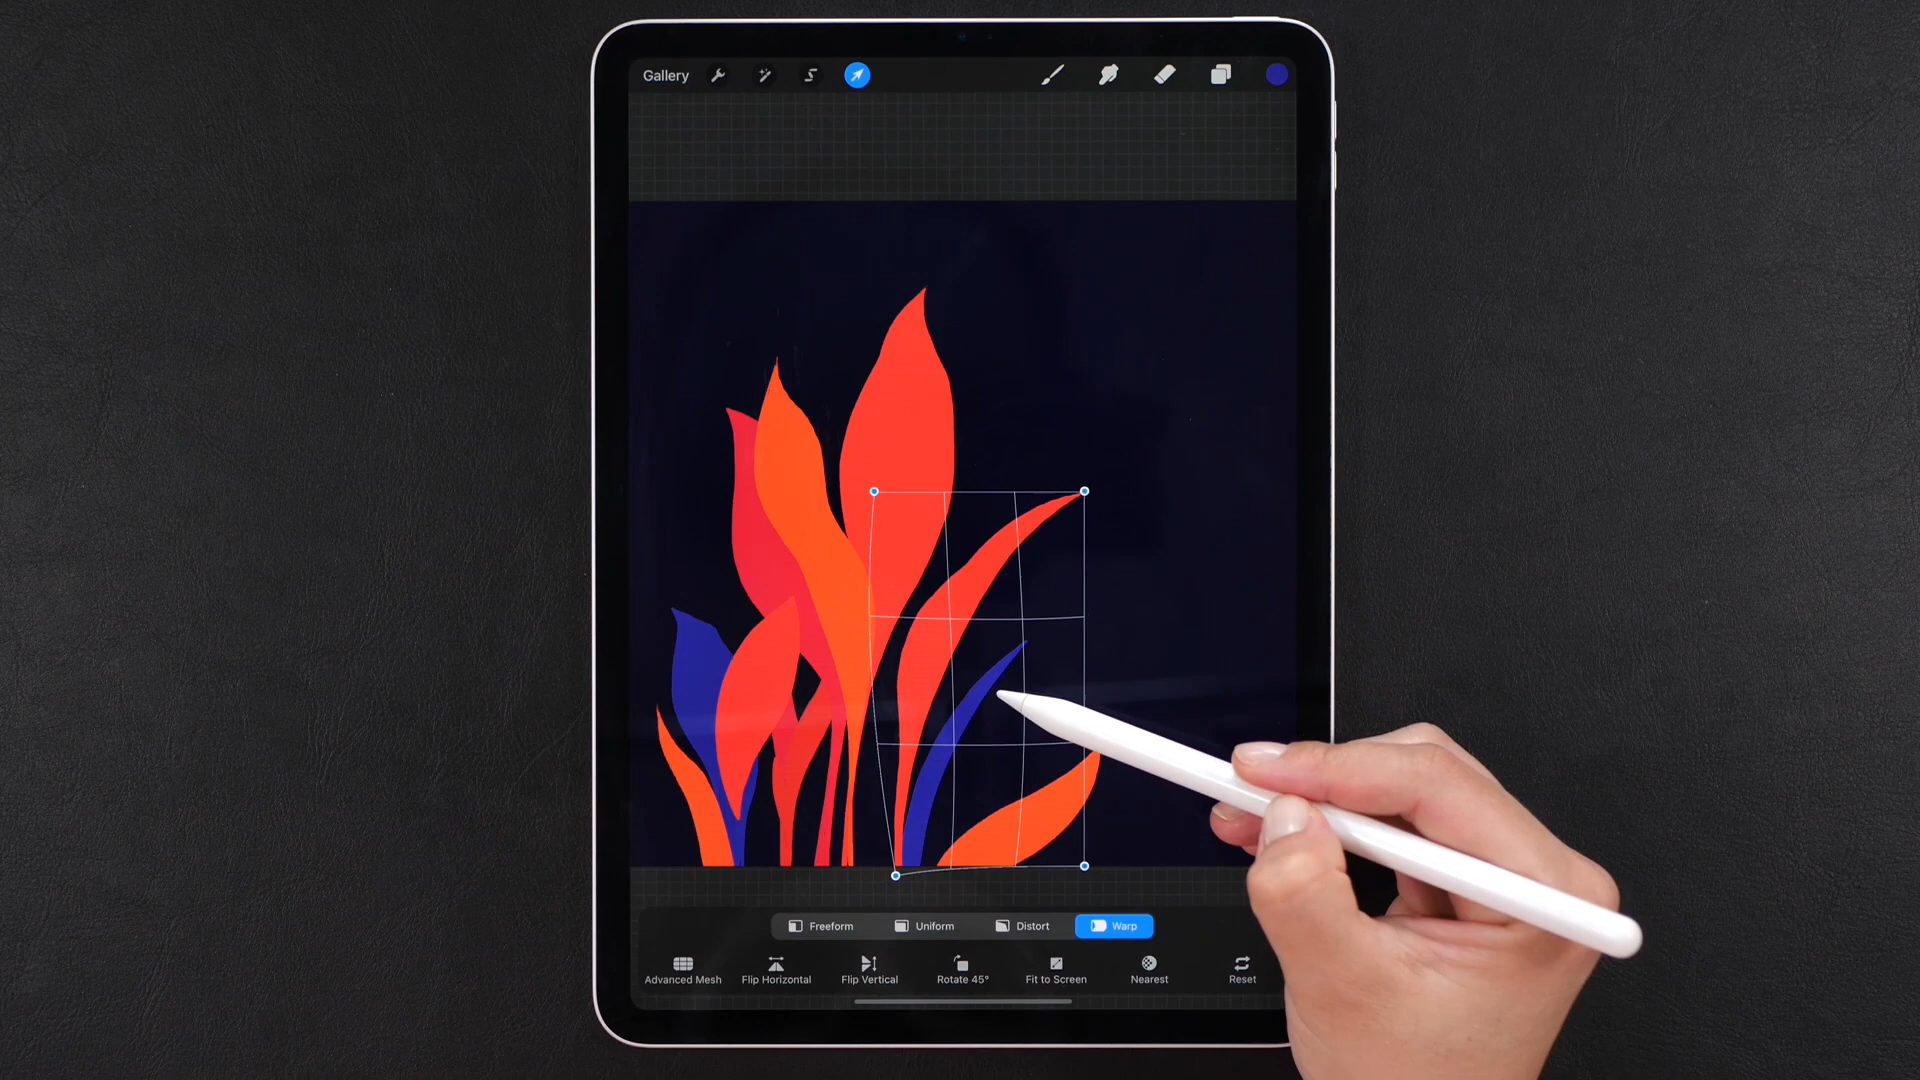 Gallery
Freeform Uniform Distort Warp
Advanced Mesh Flip Horizontal Flip Vertical Rotate 45° Fit to Screen Nearest Reset